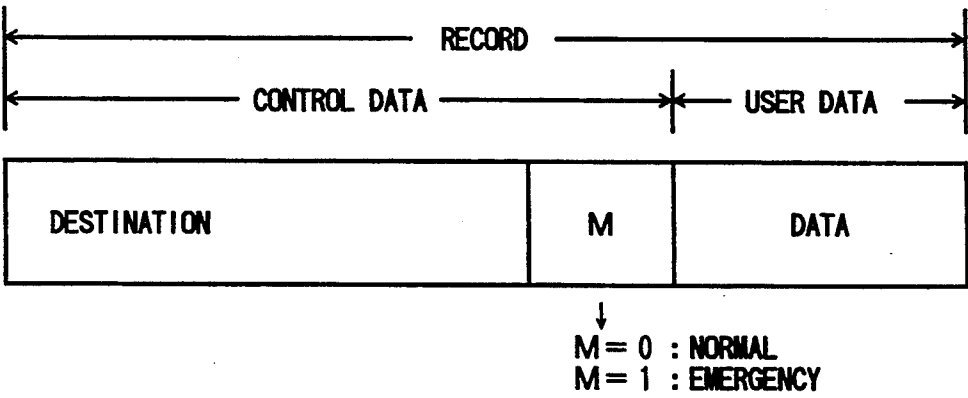 RECORD
CONTROL DATA USER DATA
DESTINATION M DATA
M = 0 : NORMAL
M = 1 : EMERGENCY